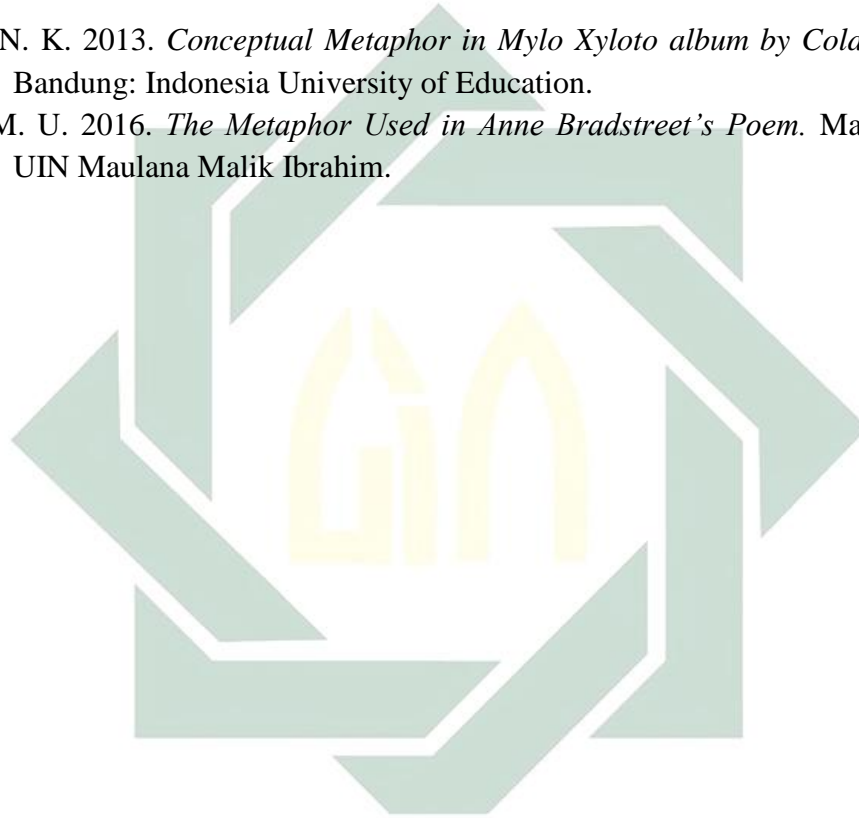 N. K. 2013. Conceptual Metaphor in Mylo Xyloto album by Cold
Bandung: Indonesia University of Education.
M. U. 2016. The Metaphor Used in Anne Bradstreet’s Poem. Ma
UIN Maulana Malik Ibrahim.